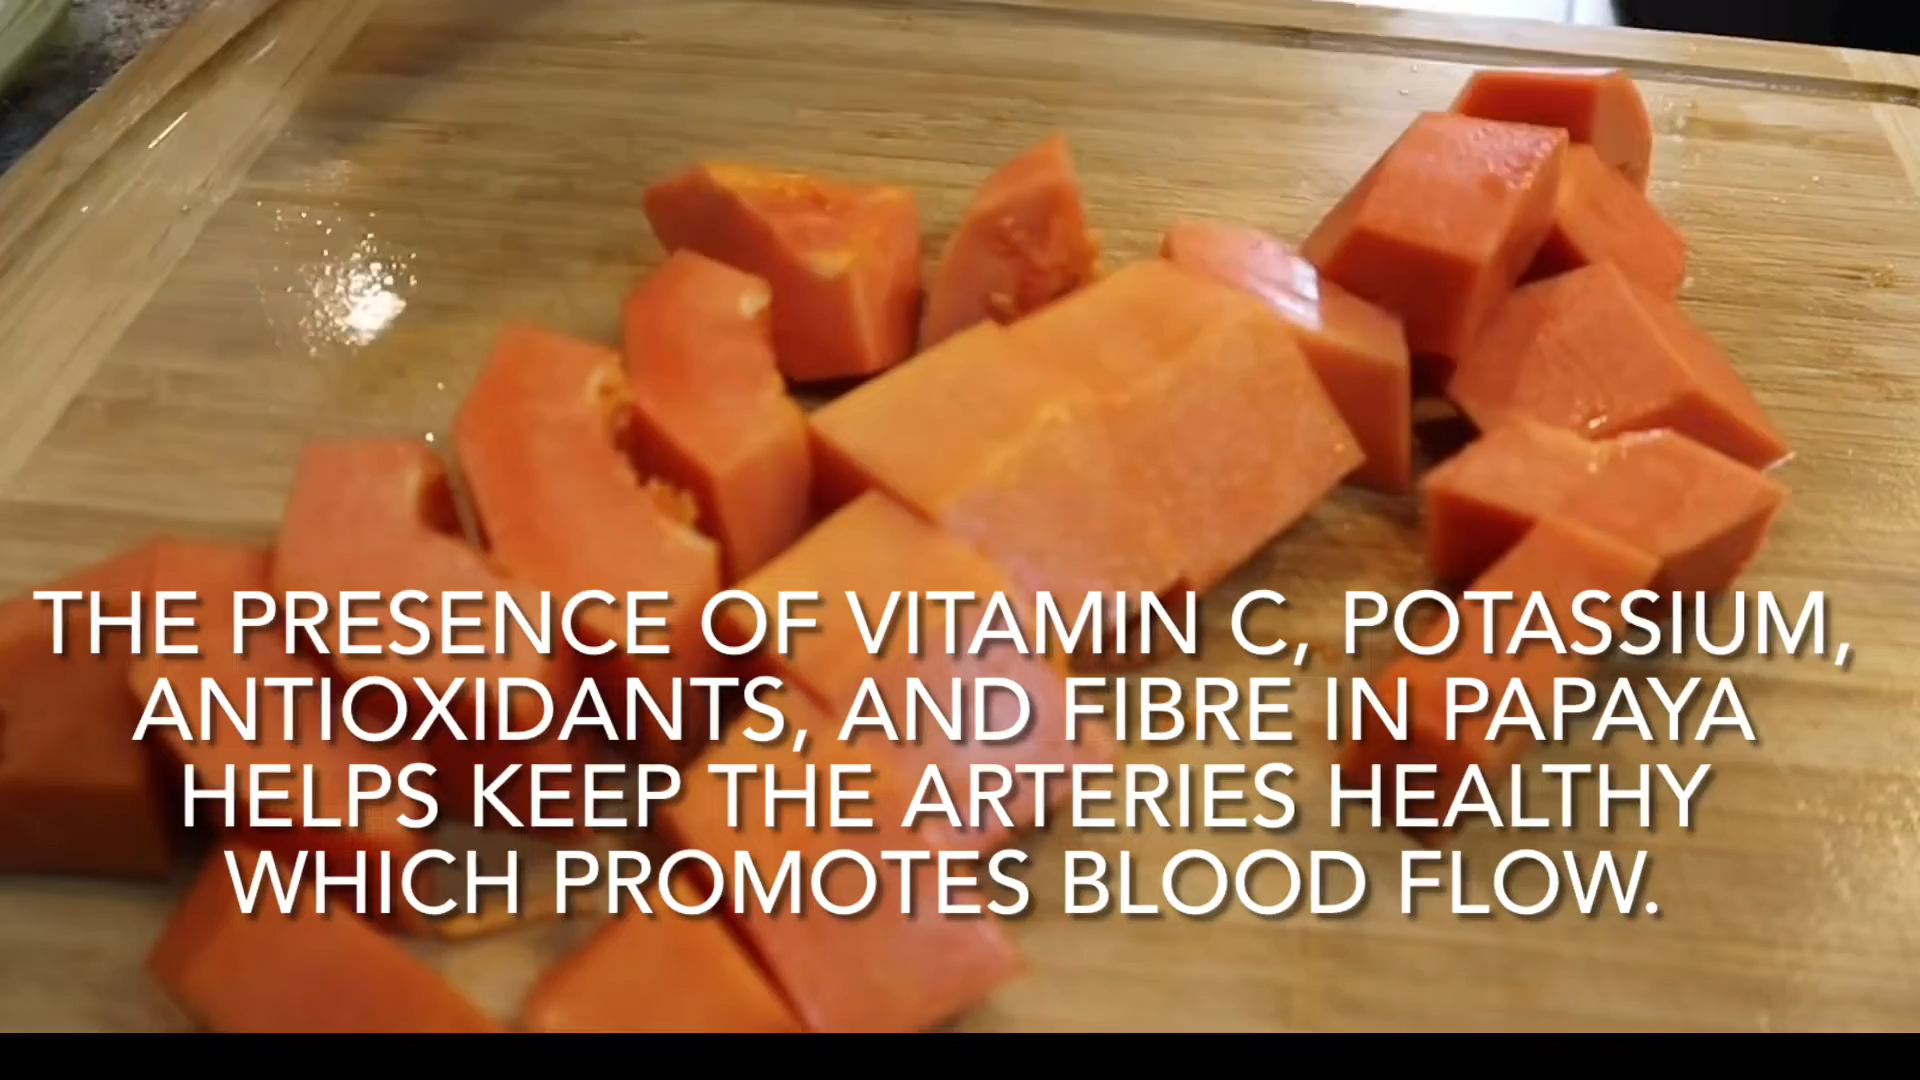 THE PRESENCE OF VITAMIN C, POTASSIUM,
ANTIOXIDANTS, AND FIBRE IN PAPAYA
HELPS KEEP THE ARTERIES HEALTHY
WHICH PROMOTES BLOOD FLOW.